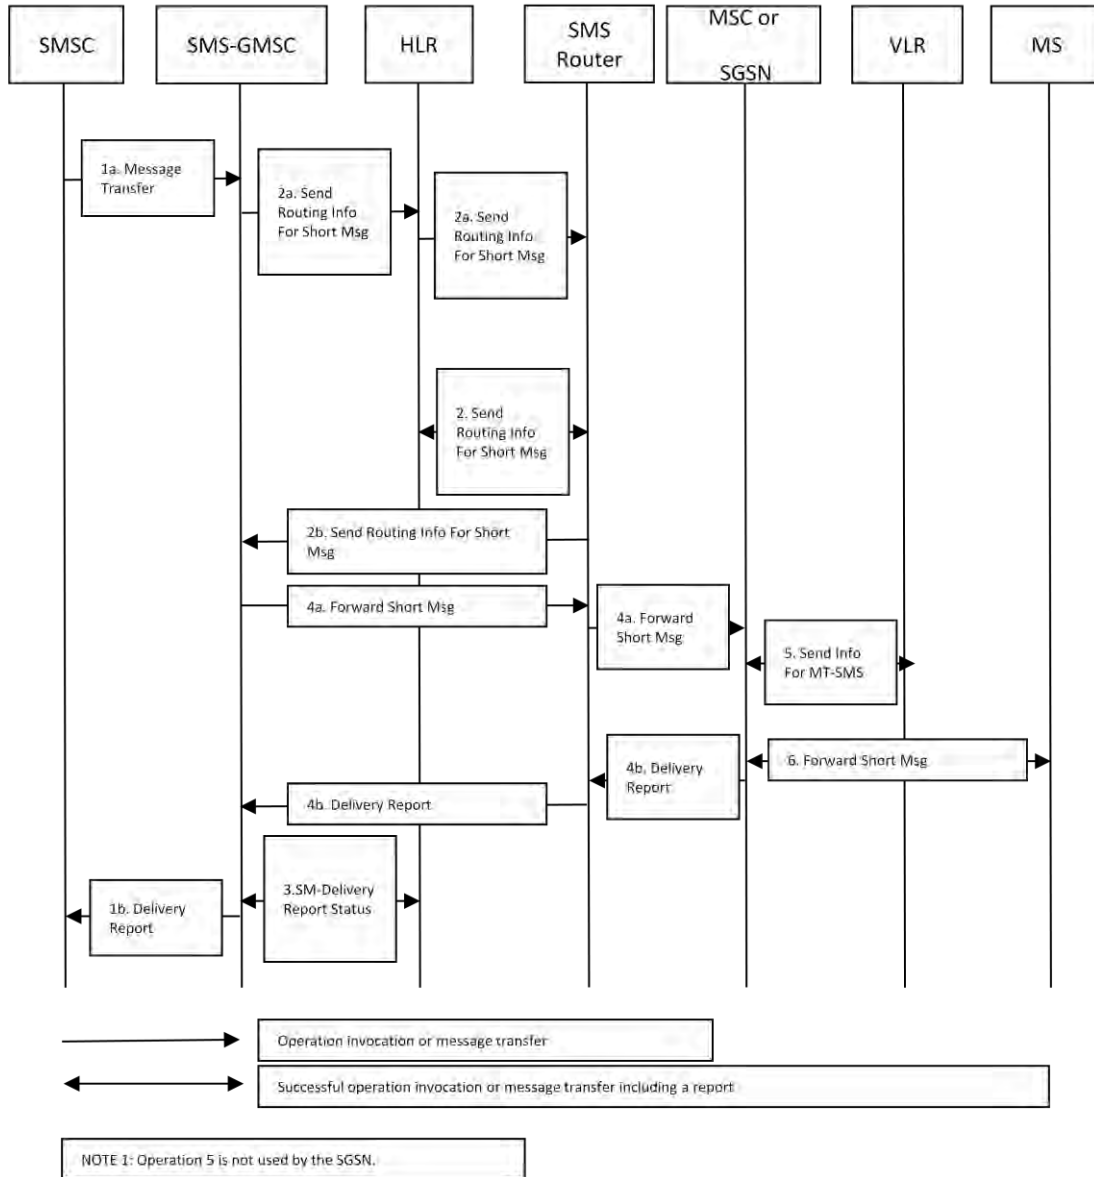 SMSC
SMS-GMSC
HLR
SMS
Router
MSC or
SGSN
VLR
MS
1a. Message
Transfer
2a. Send
Routing Info
For Short Msg
2a. Send
Routing Info
For Short Msg
2. Send
Routing Info
For Short Msg
2b. Send Routing Info For Short
Msg
4a. Forward Short Msg
4a. Forward
Short Msg
5. Send Info
For MT-SMS
6. Forward Short Msg
4b. Delivery
Report
4b. Delivery Report
3.SM-Delivery
Report Status
1b. Delivery
Report
Operation invocation or message transfer
Successful operation invocation or message transfer including a report
NOTE 1: Operation 5 is not used by the SGSN.